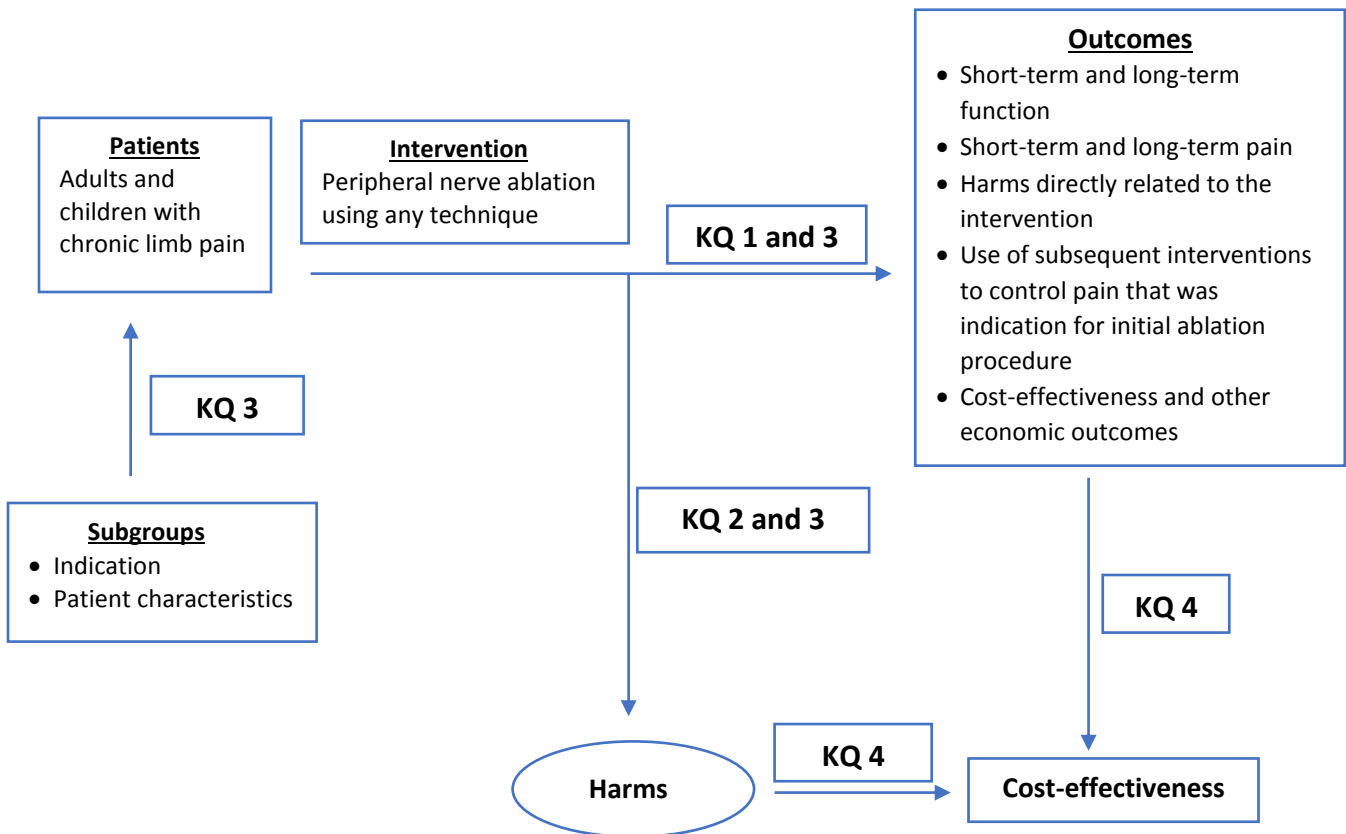 Patients
Adults and
children with
chronic limb pain
Intervention
Peripheral nerve ablation
using any technique
KQ 1 and 3
Outcomes
• Short-term and long-term
function
• Short-term and long-term pain
• Harms directly related to the
intervention
• Use of subsequent interventions
to control pain that was
indication for initial ablation
procedure
• Cost-effectiveness and other
economic outcomes
KQ 3
Subgroups
• Indication
• Patient characteristics
KQ 2 and 3
KQ 4
Harms
KQ 4
Cost-effectiveness